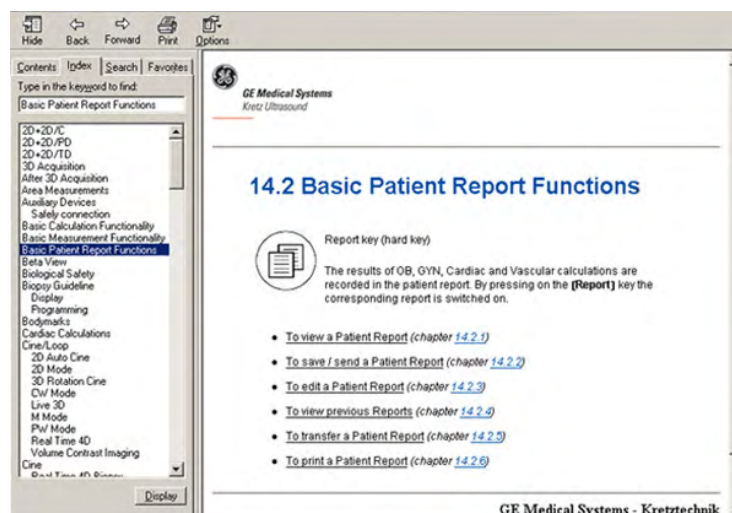 Hide Back Forward Print Options
Contents Index Search Favorites
Type in the keyword to find:
Basic Patient Report Functions
2D+2D/C
2D+2D/PD
2D+2D/TD
3D Acquisition
After 3D Acquisition
Area Measurements
Auxiliary Devices
Safely connection
Basic Calculation Functionality
Basic Measurement Functionality
Basic Patient Report Functions
Beta View
Biological Safety
Biopsy Guideline
Display
Programming
Bodymarks
Cardiac Calculations
Cine/Loop
2D Auto Cine
2D Mode
3D Rotation Cine
CW Mode
Live 3D
M Mode
PW Mode
Real Time 4D
Volume Contrast Imaging
Cine
Real Time 4D Biopsy
Display
GE Medical Systems
Kretz Ultrasound
14.2 Basic Patient Report Functions
Report key (hard key)
The results of OB, GYN, Cardiac and Vascular calculations are
recorded in the patient report. By pressing on the [Report] key the
corresponding report is switched on.
• To view a Patient Report (chapter 14.2.1)
• To save / send a Patient Report (chapter 14.2.2)
• To edit a Patient Report (chapter 14.2.3)
• To view previous Reports (chapter 14.2.4)
• To transfer a Patient Report (chapter 14.2.5)
• To print a Patient Report (chapter 14.2.6)
GE Medical Systems - Kretztechnik